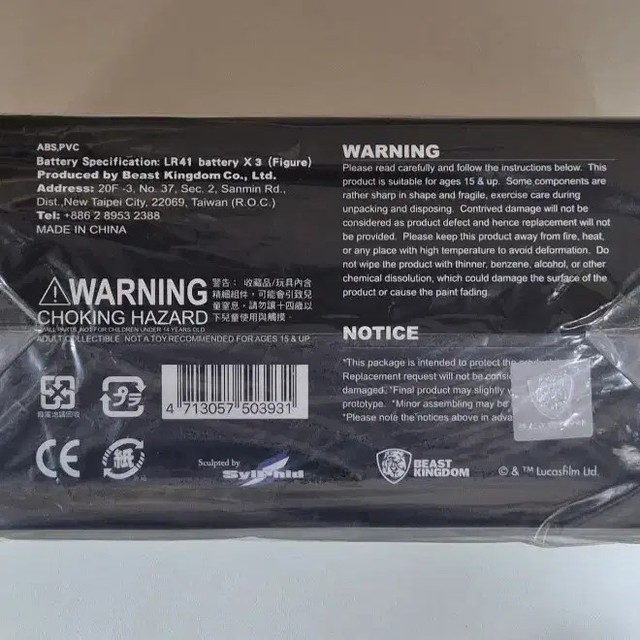 ABS,PVC
Battery Specification: LR41 battery X 3 (Figure)
Produced by Beast Kingdom Co., Ltd.
Address: 20F -3, No. 37, Sec. 2, Sanmin Rd.,
Dist.,New Taipei City, 22069, Taiwan (R.O.C.)
Tel: +886 2 8953 2388
MADE IN CHINA
WARNING
CHOKING HAZARD
SMALL PARTS. NOT FOR CHILDREN UNDER 14 YEARS OLD
ADULT COLLECTIBLE NOT A TOY.RECOMMENDED FOR AGES 15 & UP.
警告： 收藏品/玩具內含
精細組件，可能會引致兒
童窒息，請勿讓十四歲以
下兒童使用與觸摸．
4 713057 503931
廢產地請回收
CE
紙
Sculpted by
Sylphid
WARNING
Please read carefully and follow the instructions below. This
product is suitable for ages 15 & up. Some components are
rather sharp in shape and fragile, exercise care during
unpacking and disposing. Contrived damage will not be
considered as product defect and hence replacement will not
be provided. Please keep this product away from fire, heat,
or any place with high temperature to avoid deformation. Do
not wipe the product with thinner, benzene, alcohol, or other
chemical dissolution, which could damage the surface of the
product or cause the paint fading.
NOTICE
*This package is intended to protect the
Replacement request will not be
damaged. *Final product may slightly
prototype. *Minor assembling may be
*Please note the notices above in
BEAST
KINGDOM
© & ™ Lucasfilm Ltd.